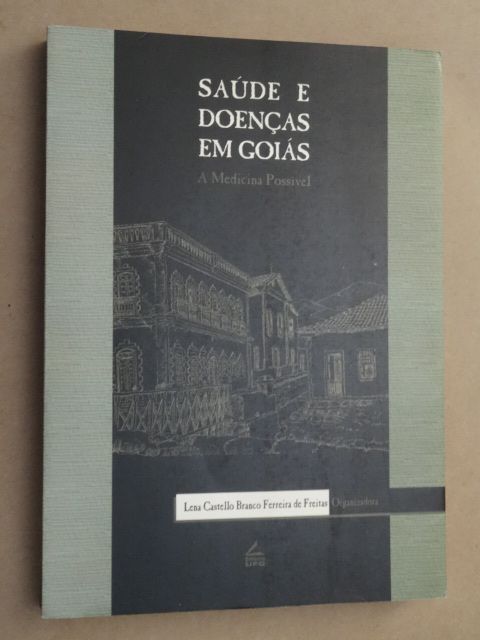 SAÚDE E
DOENÇAS
EM GOIÁS
A Medicina Possível
Lena Castello Branco Ferreira de Freitas Organizadora
UFG